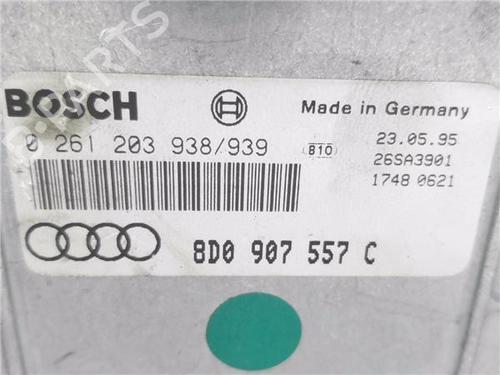 BOSCH
Made in Germany
0 261 203 938/939
B10
23.05.95
26SA3901
1748 0621
8D0 907 557 C